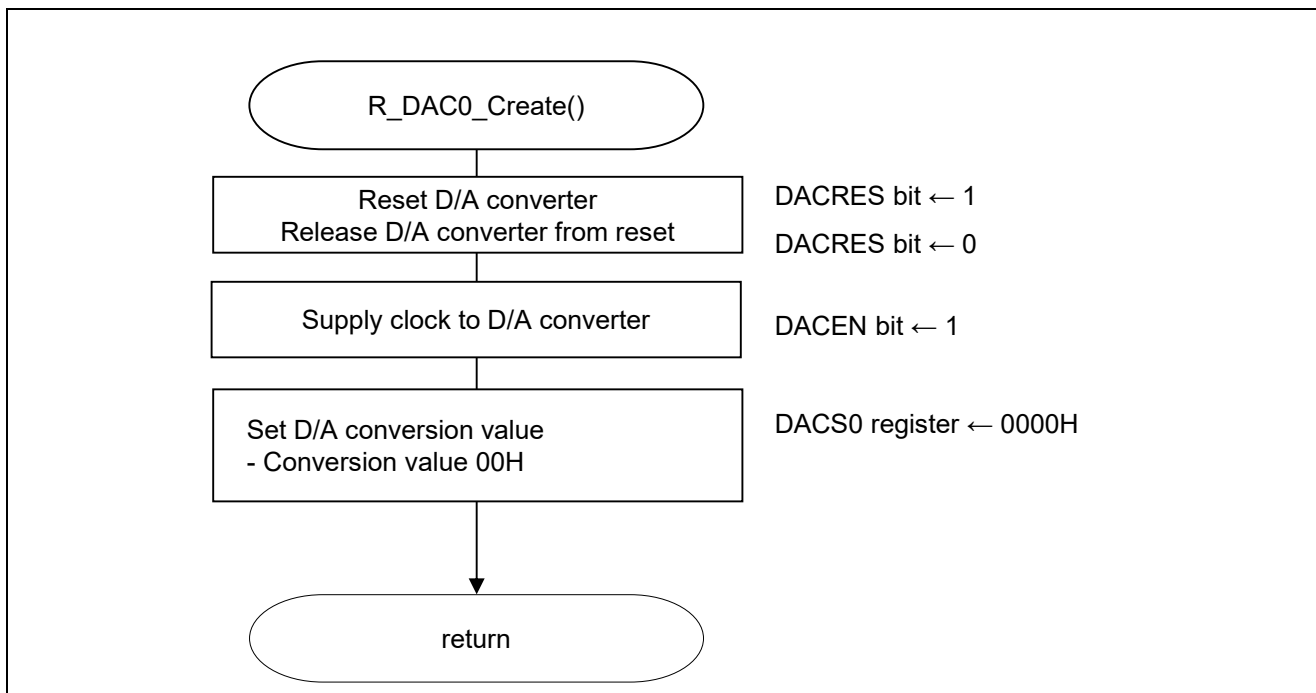 R_DAC0_Create()
Reset D/A converter
Release D/A converter from reset
DACRES bit ← 1
DACRES bit ← 0
Supply clock to D/A converter
DACEN bit ← 1
Set D/A conversion value
- Conversion value 00H
DACS0 register ← 0000H
return